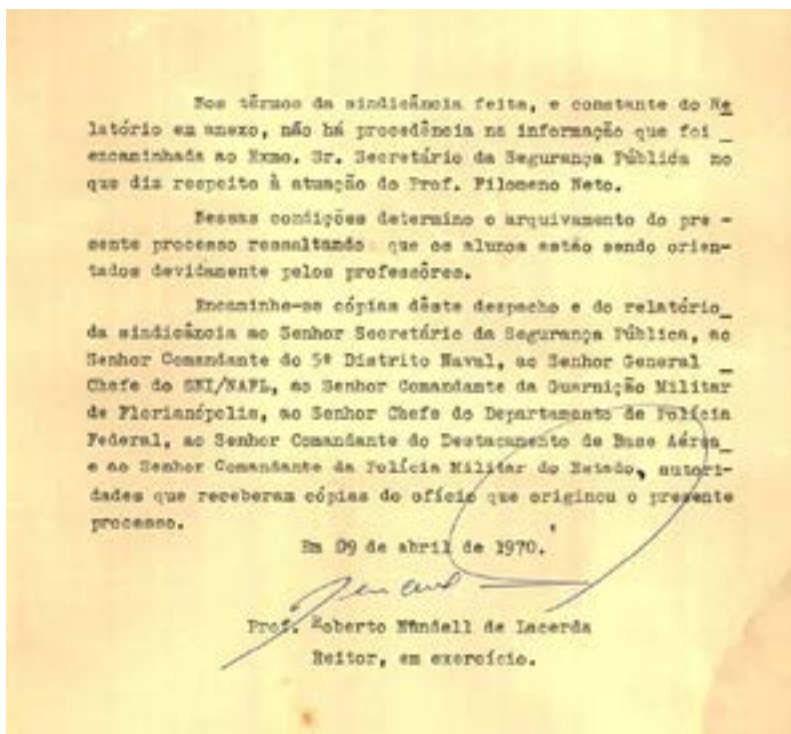 Nos têrmos da sindicância feita, e constante do Re
latório em anexo, não há procedência na informação que foi _
encaminhada ao Exmo. Sr. Secretário da Segurança Pública no
que diz respeito à atuação do Prof. Filomeno Neto.
Nessas condições determino o arquivamento do pre -
sente processo ressaltando que os alunos estão sendo orien-
tados devidamente pelos professôres.
Encaminhe-se cópias dêste despacho e do relatório_
da sindicância ao Senhor Secretário da Segurança Pública, ao
Senhor Comandante do 5º Distrito Naval, ao Senhor General _
Chefe do SNI/NAFL, ao Senhor Comandante da Guarnição Militar
de Florianópolis, ao Senhor Chefe do Departamento de Polícia
Federal, ao Senhor Comandante do Destacamento de Base Aérea_
e ao Senhor Comandante da Polícia Militar do Estado, autori-
dades que receberam cópias do ofício que originou o presente
processo.
Em 09 de abril de 1970.
Prof. Roberto Mündell de Lacerda
Reitor, em exercício.